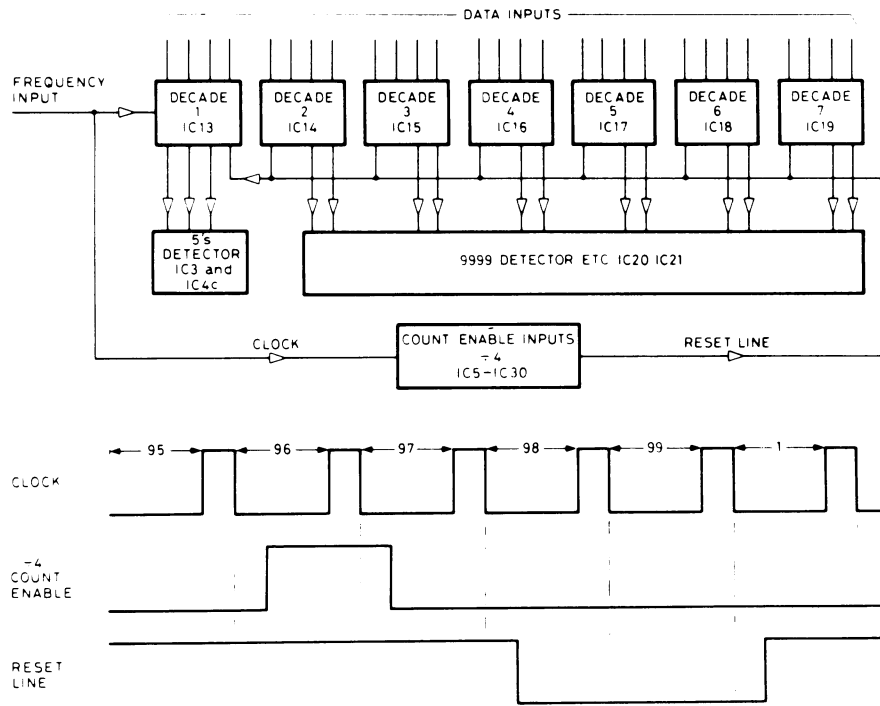 DATA INPUTS
FREQUENCY
INPUT
DECADE
1
IC13
DECADE
2
IC14
DECADE
3
IC15
DECADE
4
IC16
DECADE
5
IC17
DECADE
6
IC18
DECADE
7
IC19
5's
DETECTOR
IC3 and
IC4c
9999 DETECTOR ETC IC20 IC21
CLOCK
COUNT ENABLE INPUTS
÷4
IC5-IC30
RESET LINE
95
96
97
98
99
1
CLOCK
÷4
COUNT
ENABLE
RESET
LINE